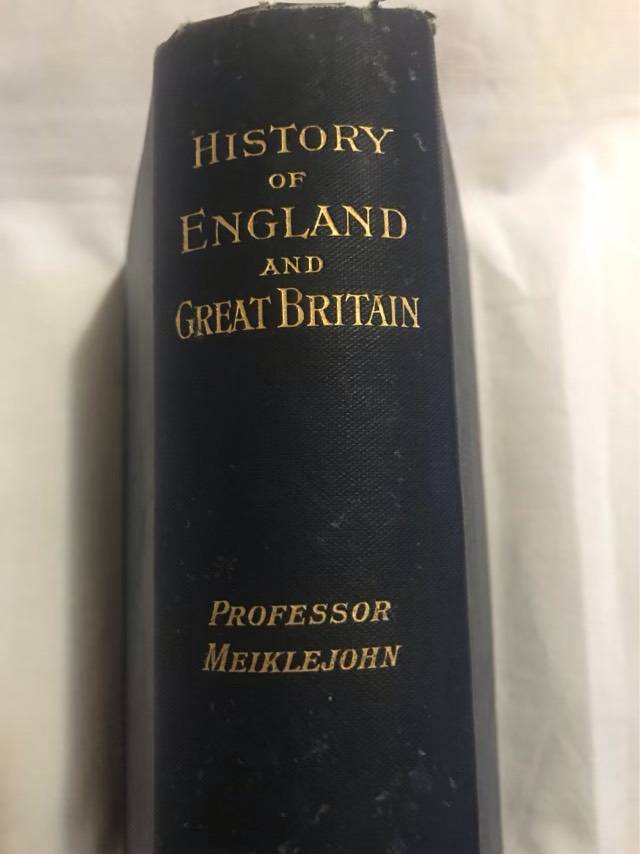 HISTORY
OF
ENGLAND
AND
GREAT BRITAIN
PROFESSOR
MEIKLEJOHN